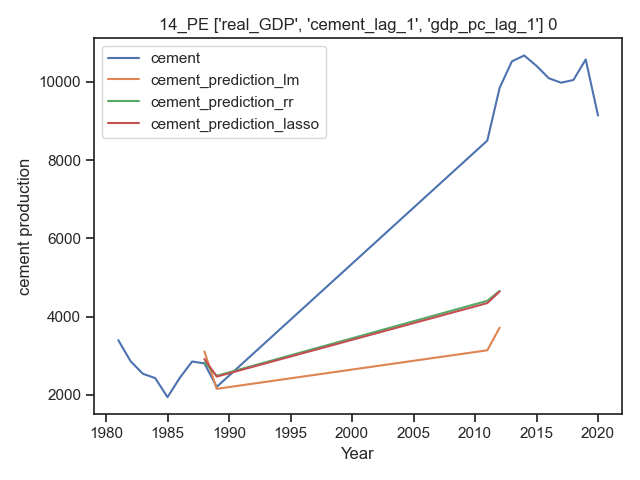 14_PE ['real_GDP', 'cement_lag_1', 'gdp_pc_lag_1'] 0
cement
cement_prediction_lm
cement_prediction_rr
cement_prediction_lasso
cement production
10000
8000
6000
4000
2000
1980 1985 1990 1995 2000 2005 2010 2015 2020
Year